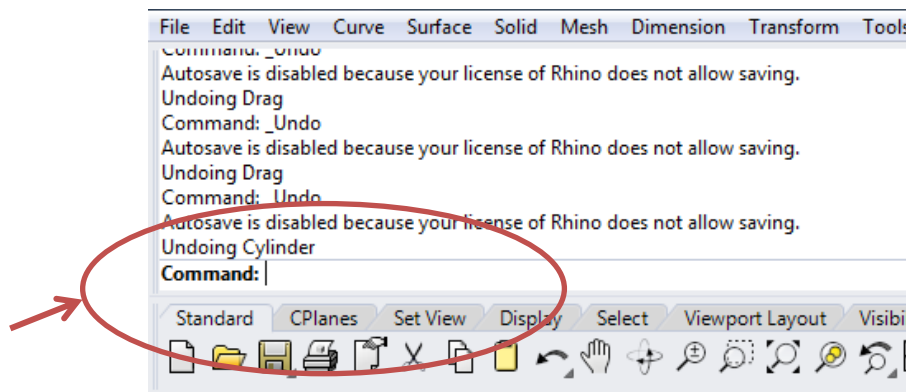 File Edit View Curve Surface Solid Mesh Dimension Transform Tools
Command: _Undo
Autosave is disabled because your license of Rhino does not allow saving.
Undoing Drag
Command: _Undo
Autosave is disabled because your license of Rhino does not allow saving.
Undoing Drag
Command: _Undo
Autosave is disabled because your license of Rhino does not allow saving.
Undoing Cylinder
Command:
Standard CPlanes Set View Display Select Viewport Layout Visibi